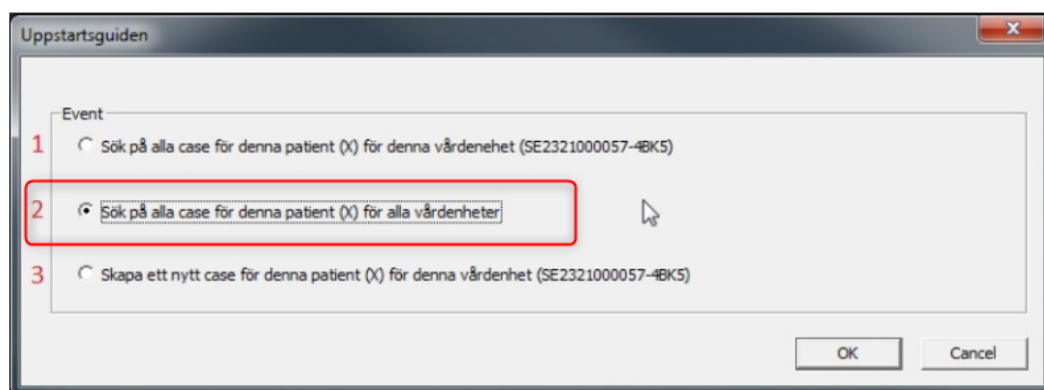 Uppstartsguiden
Event
1 Sök på alla case för denna patient (X) för denna vårdenehet (SE2321000057-4BK5)
2 Sök på alla case för denna patient (X) för alla vårdenheter
3 Skapa ett nytt case för denna patient (X) för denna vårdenhet (SE2321000057-4BK5)
OK Cancel